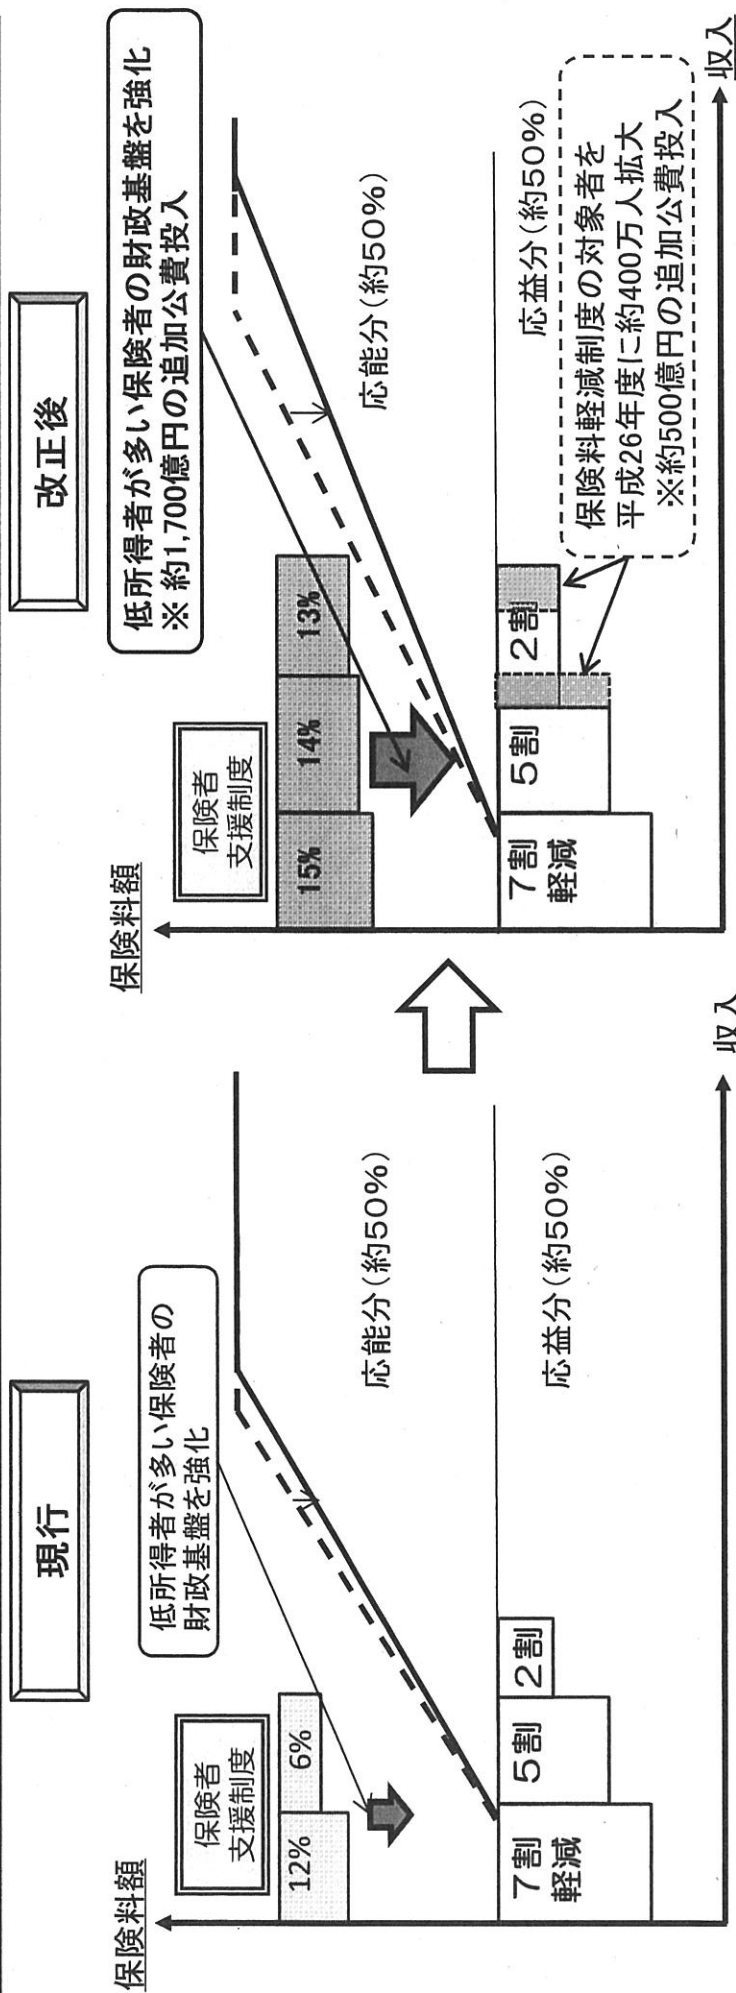 現行
保険料額
保険者
支援制度
低所得者が多い保険者の
財政基盤を強化
12%
6%
応能分(約50%)
7割
軽減
5割
2割
応益分(約50%)
収入
改正後
保険料額
保険者
支援制度
低所得者が多い保険者の財政基盤を強化
※ 約1,700億円の追加公費投入
15%
14%
13%
応能分(約50%)
7割
軽減
5割
2割
応益分(約50%)
保険料軽減制度の対象者を
平成26年度に約400万人拡大
※約500億円の追加公費投入
収入